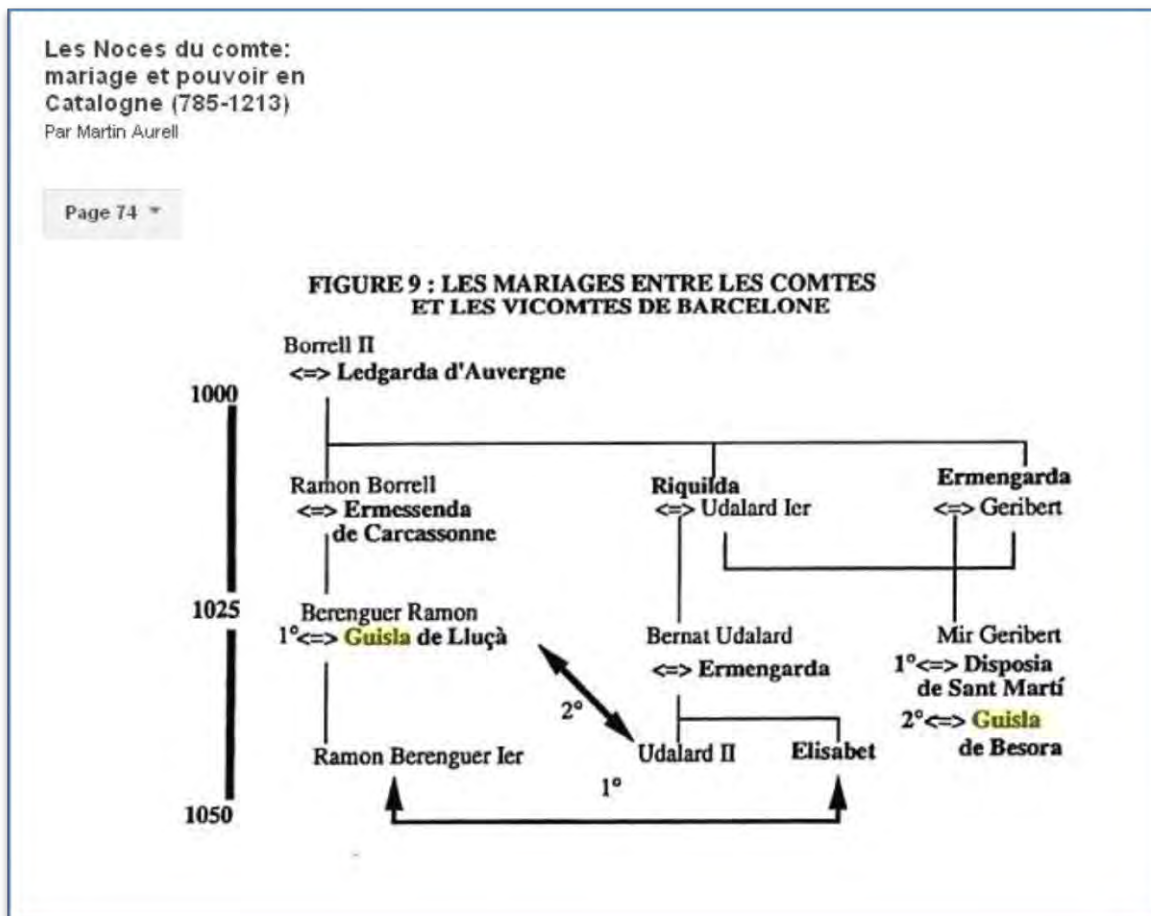 Les Noces du comte:
mariage et pouvoir en
Catalogne (785-1213)
Par Martin Aurell
Page 74
FIGURE 9 : LES MARIAGES ENTRE LES COMTES
ET LES VICOMTES DE BARCELONE
Borrell II
<=> Ledgarda d'Auvergne
1000
Ramon Borrell
<=> Ermessenda
de Carcassonne
Riquilda
<=> Udalard Ier
Ermengarda
<=> Geribert
1025
Berenguer Ramon
1°<=> Guisla de Lluçà
Bernat Udalard
<=> Ermengarda
Mir Geribert
1°<=> Disposia
de Sant Martí
2°<=> Guisla
de Besora
2°
Ramon Berenguer Ier
Udalard II
Elisabet
1°
1050